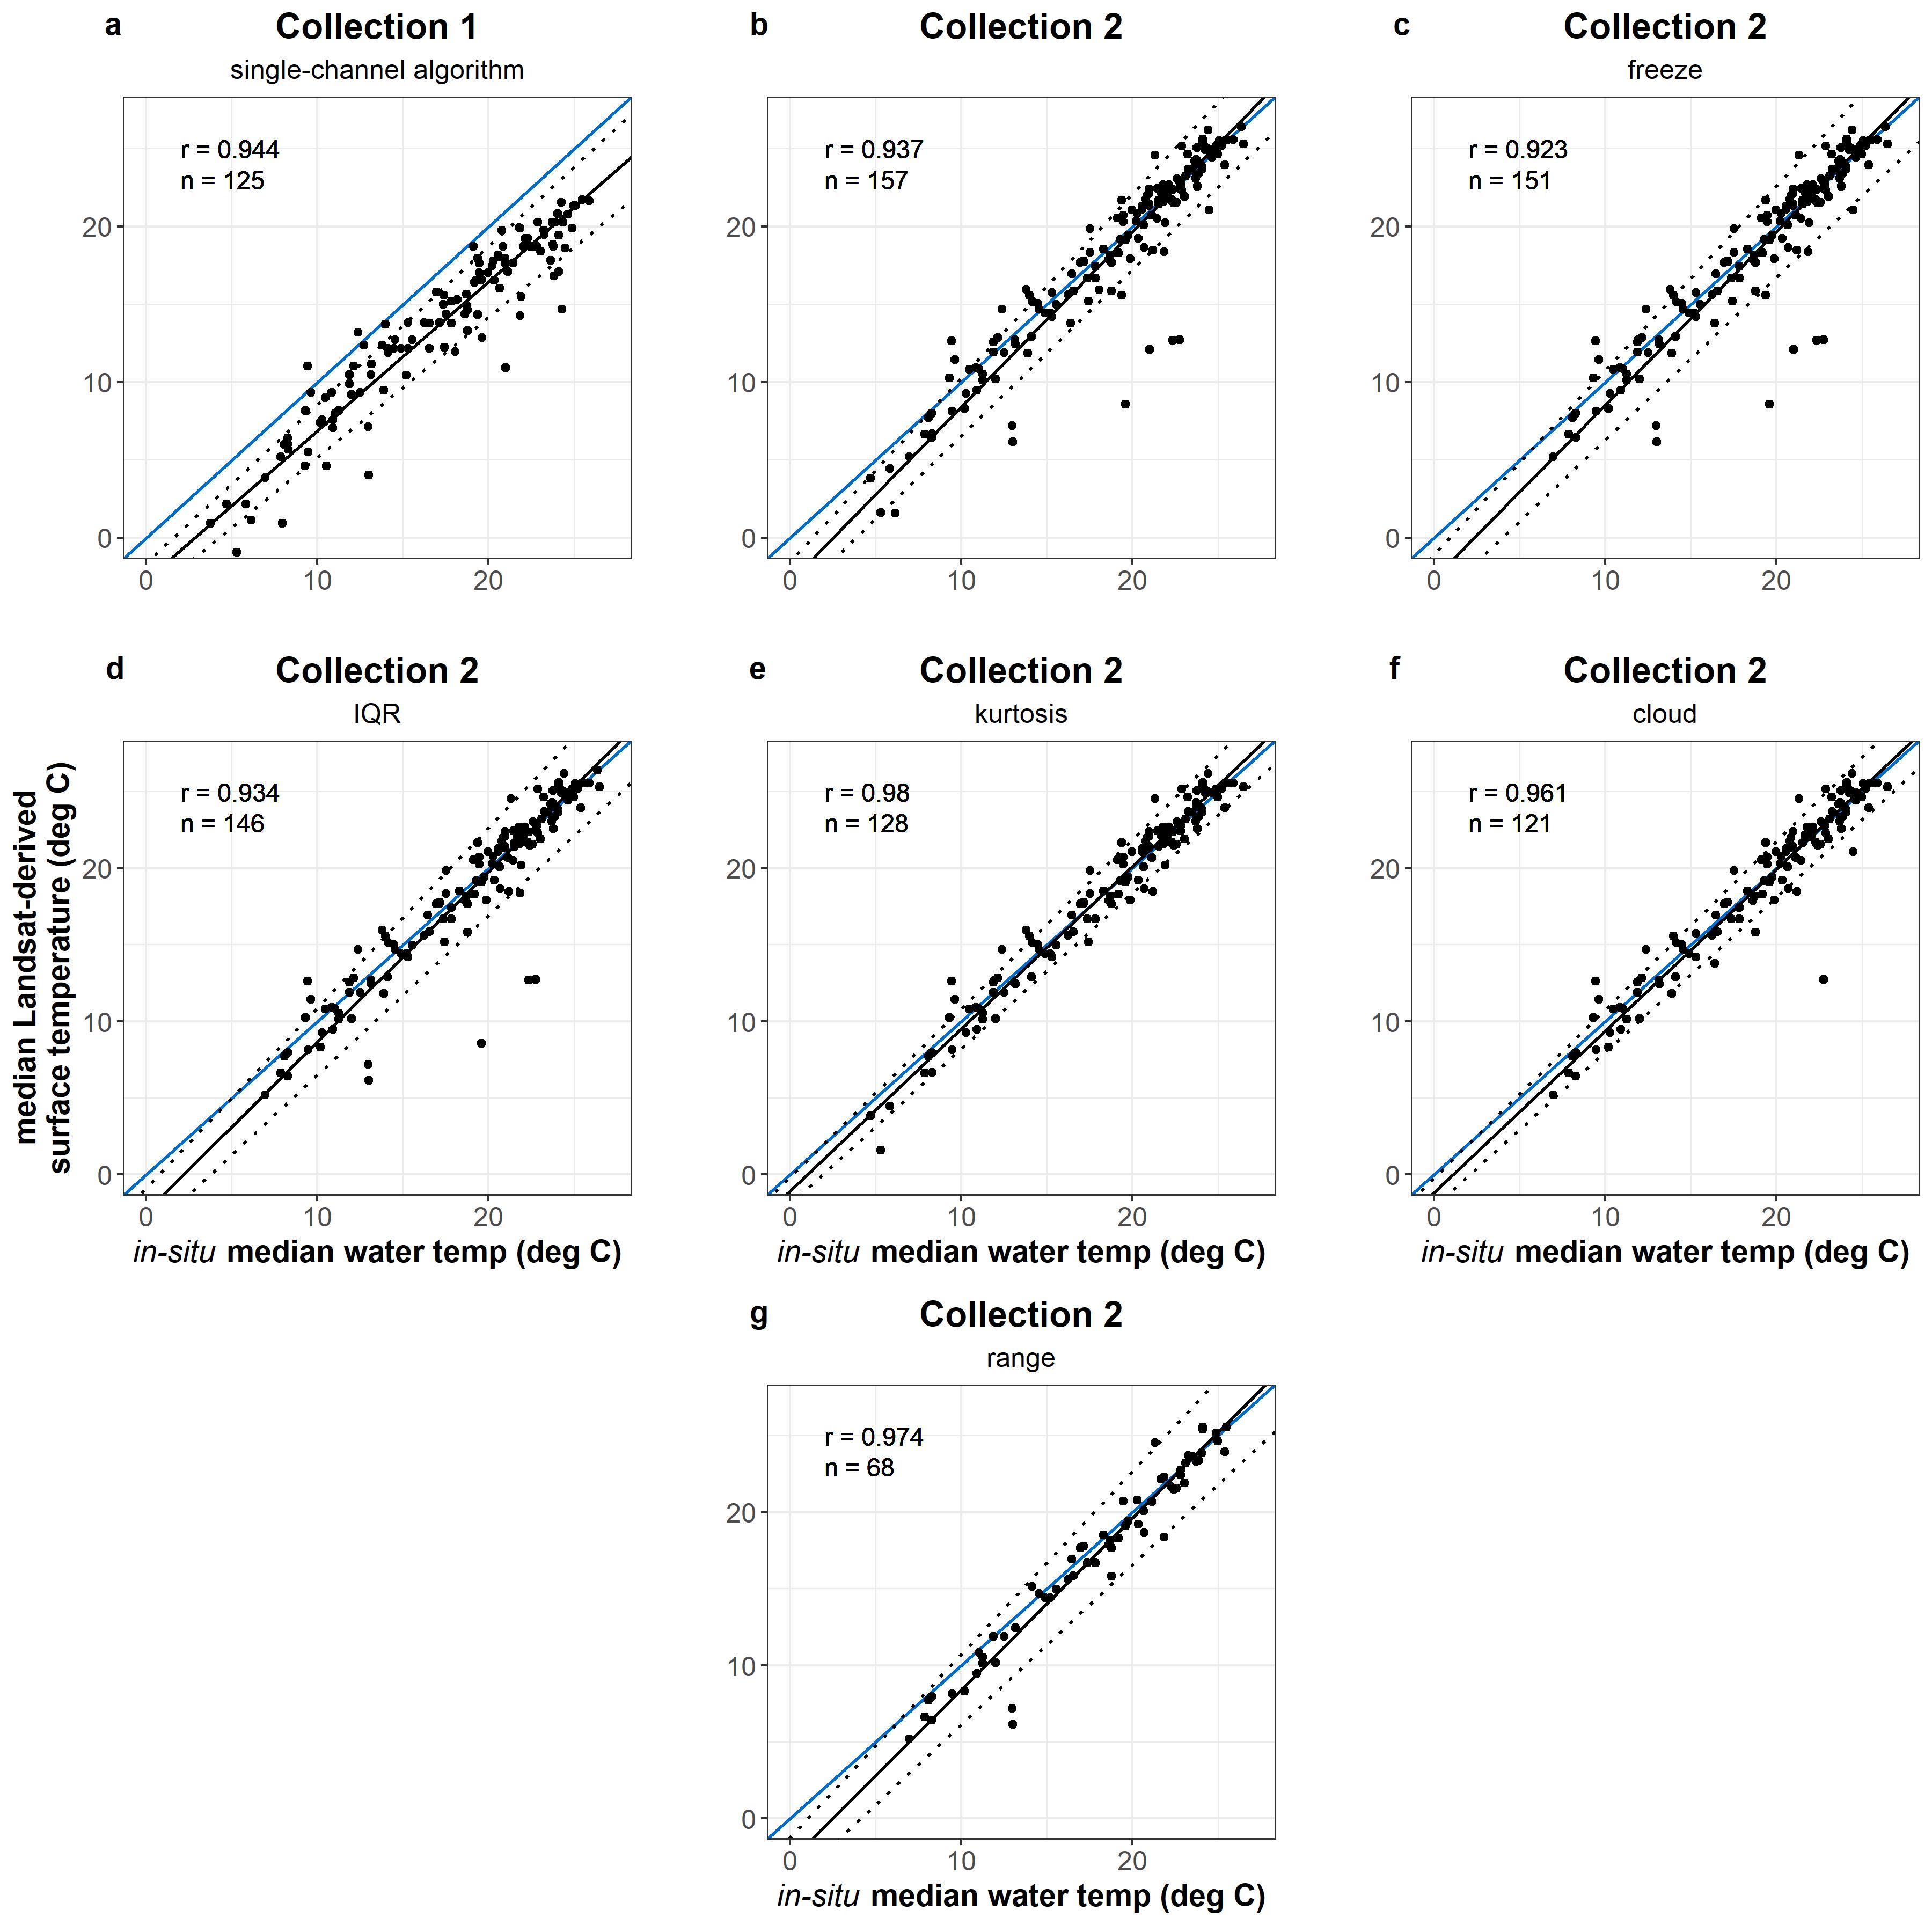 a
Collection 1
single-channel algorithm
r = 0.944
n = 125
20
10
0
0 10 20
b
Collection 2
r = 0.937
n = 157
20
10
0
0 10 20
c
Collection 2
freeze
r = 0.923
n = 151
20
10
0
0 10 20
median Landsat-derived
surface temperature (deg C)
d
Collection 2
IQR
r = 0.934
n = 146
20
10
0
0 10 20
in-situ median water temp (deg C)
e
Collection 2
kurtosis
r = 0.98
n = 128
20
10
0
0 10 20
in-situ median water temp (deg C)
f
Collection 2
cloud
r = 0.961
n = 121
20
10
0
0 10 20
in-situ median water temp (deg C)
g
Collection 2
range
r = 0.974
n = 68
20
10
0
0 10 20
in-situ median water temp (deg C)